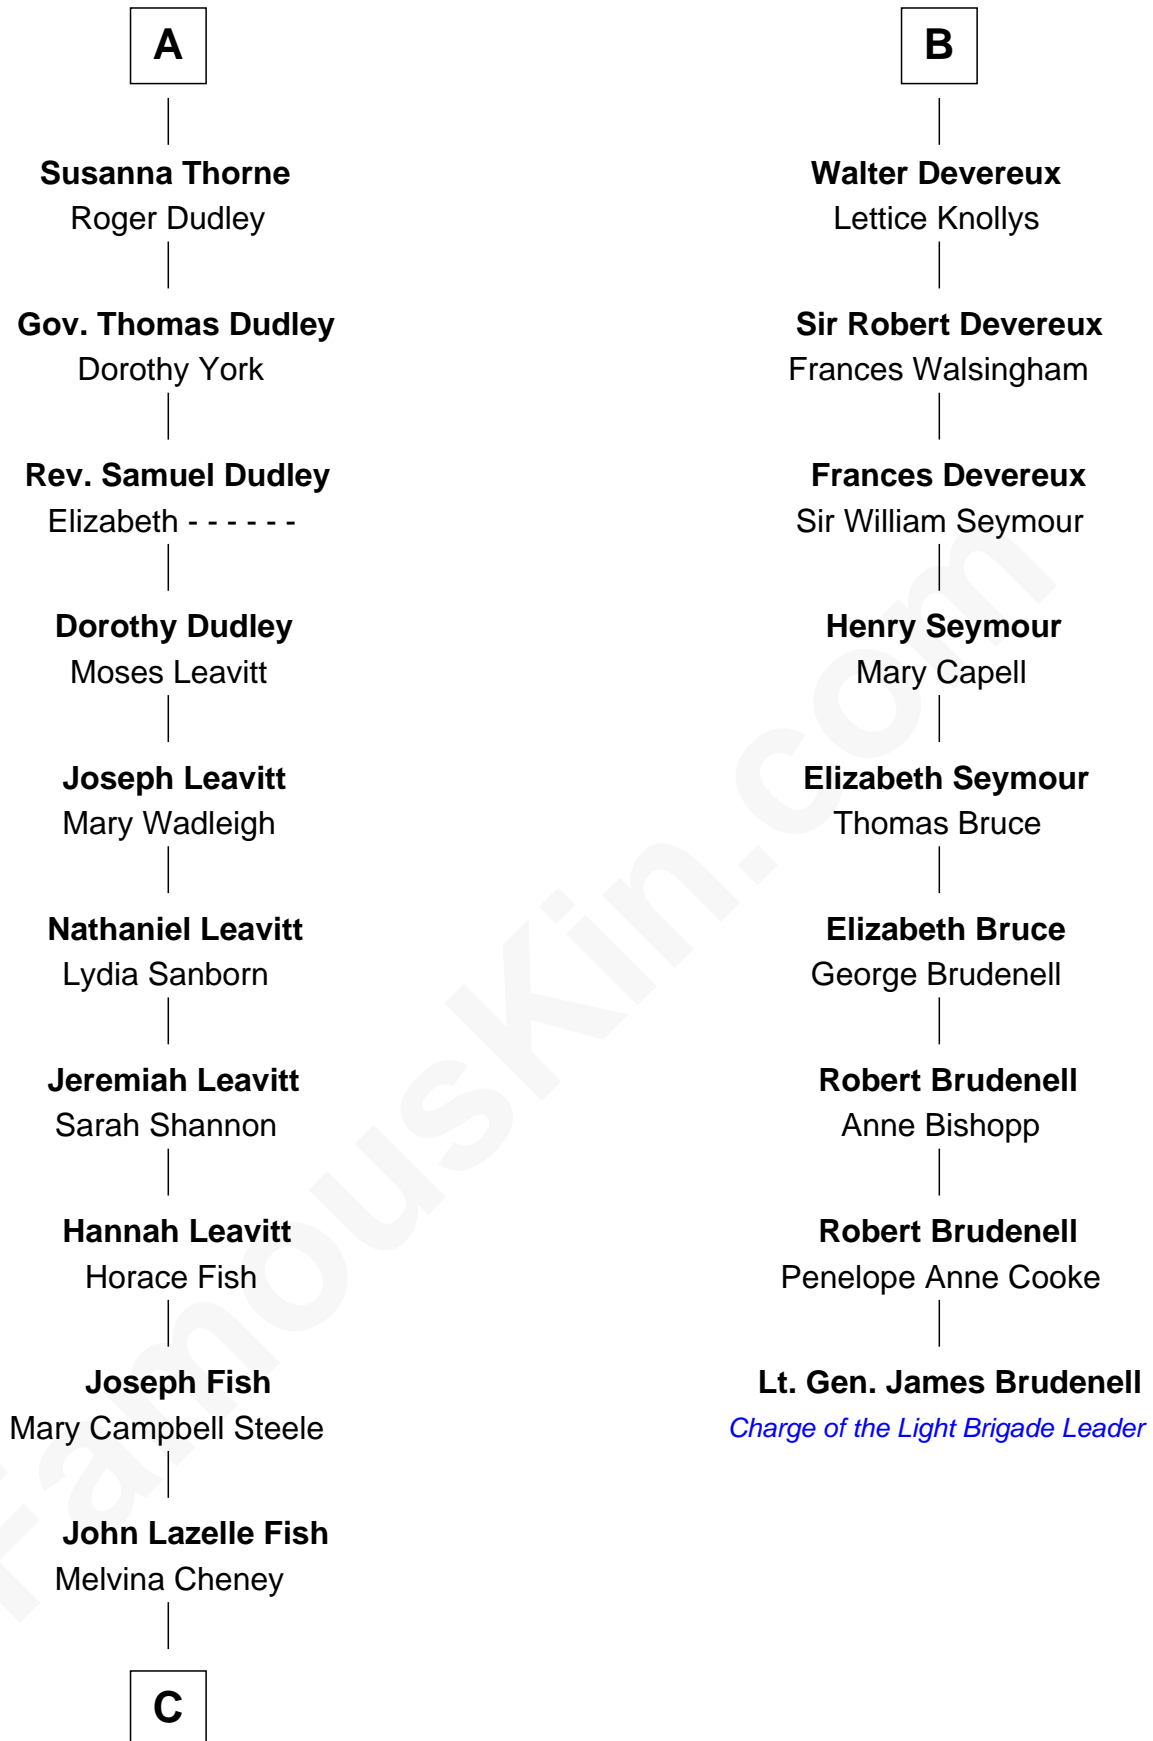 A
Susanna Thorne
Roger Dudley
Gov. Thomas Dudley
Dorothy York
Rev. Samuel Dudley
Elizabeth - - - - - -
Dorothy Dudley
Moses Leavitt
Joseph Leavitt
Mary Wadleigh
Nathaniel Leavitt
Lydia Sanborn
Jeremiah Leavitt
Sarah Shannon
Hannah Leavitt
Horace Fish
Joseph Fish
Mary Campbell Steele
John Lazelle Fish
Melvina Cheney
C
B
Walter Devereux
Lettice Knollys
Sir Robert Devereux
Frances Walsingham
Frances Devereux
Sir William Seymour
Henry Seymour
Mary Capell
Elizabeth Seymour
Thomas Bruce
Elizabeth Bruce
George Brudenell
Robert Brudenell
Anne Bishopp
Robert Brudenell
Penelope Anne Cooke
Lt. Gen. James Brudenell
Charge of the Light Brigade Leader
FamousKin.com